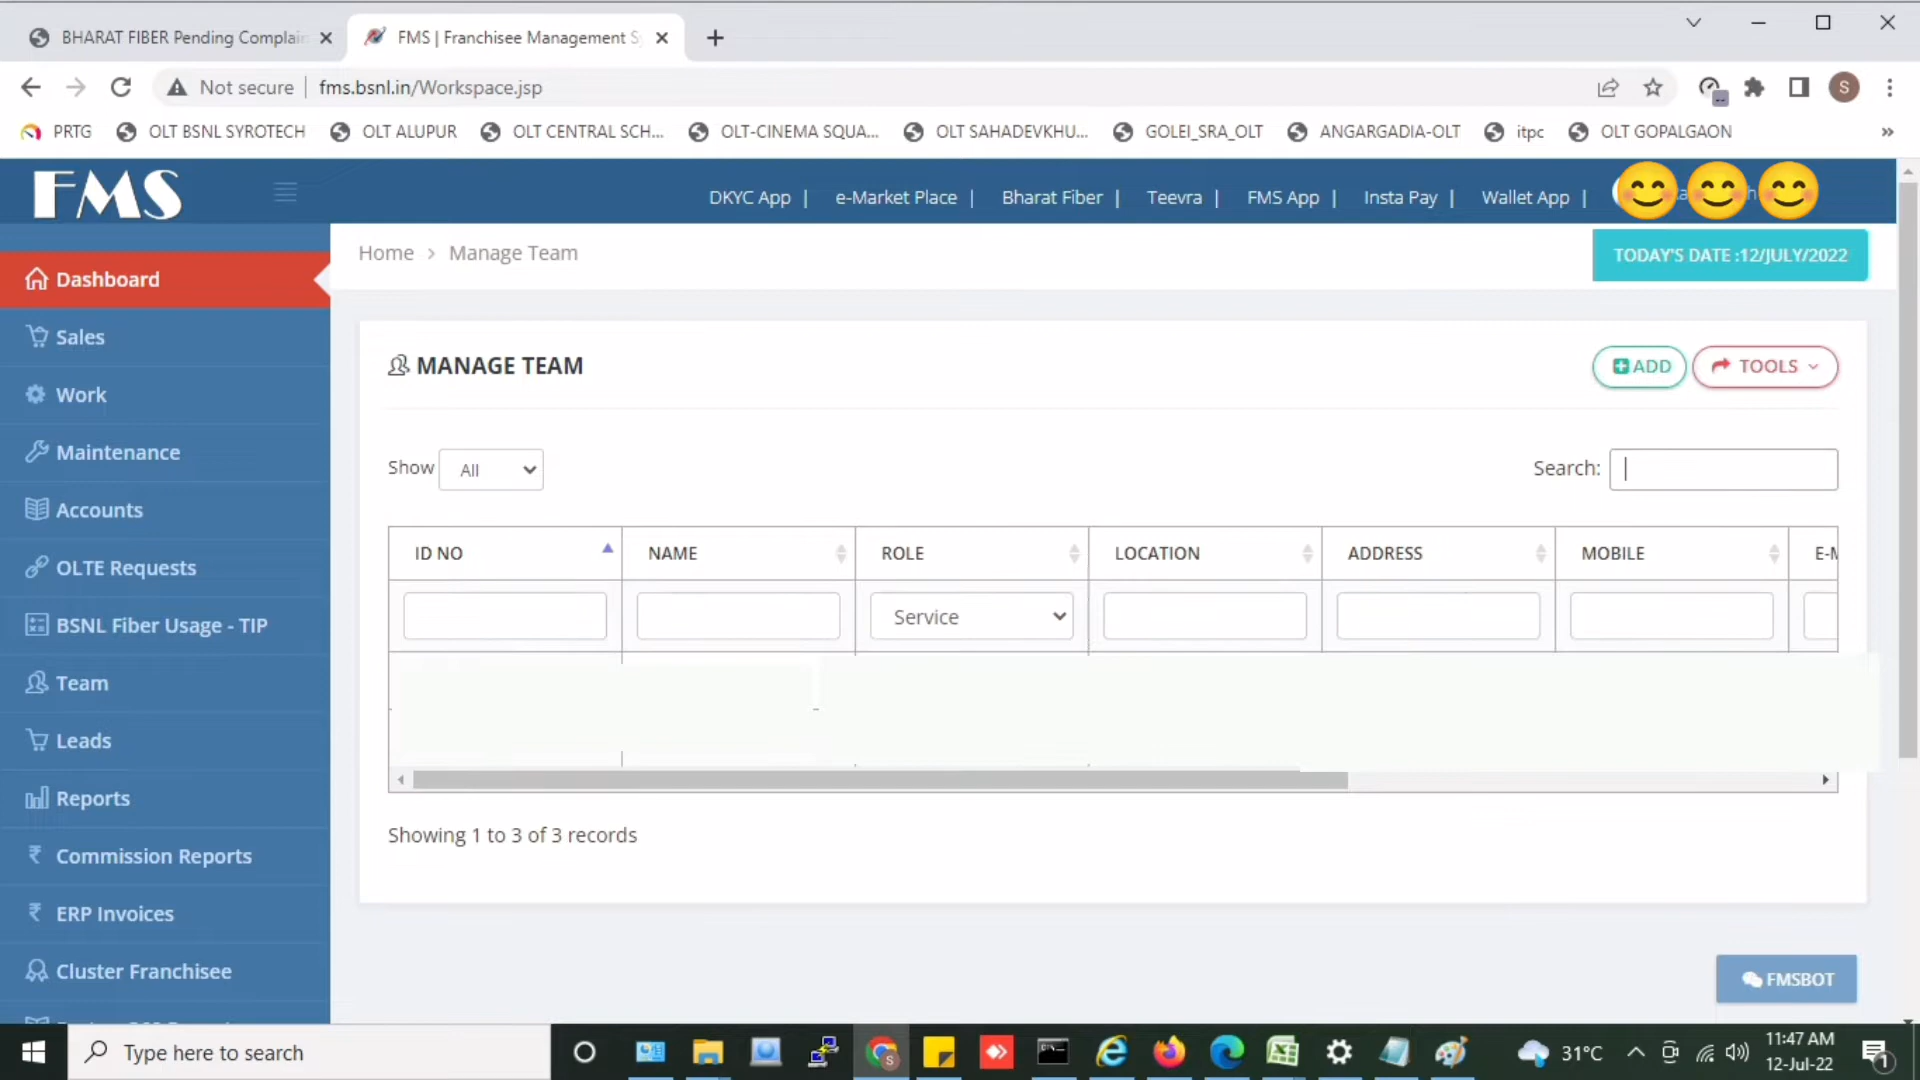 BHARAT FIBER Pending Complain
FMS | Franchisee Management S
Not secure | fms.bsnl.in/Workspace.jsp
S
PRTG OLT BSNL SYROTECH OLT ALUPUR OLT CENTRAL SCH... OLT-CINEMA SQUA... OLT SAHADEVKHU... GOLEI_SRA_OLT ANGARGADIA-OLT itpc OLT GOPALGAON »
FMS
DKYC App | e-Market Place | Bharat Fiber | Teevra | FMS App | Insta Pay | Wallet App |
Home > Manage Team
TODAY'S DATE :12/JULY/2022
Dashboard
Sales
Work
Maintenance
Accounts
OLTE Requests
BSNL Fiber Usage - TIP
Team
Leads
Reports
₹ Commission Reports
₹ ERP Invoices
Cluster Franchisee
MANAGE TEAM
ADD
TOOLS
Show All
Search:
ID NO NAME ROLE LOCATION ADDRESS MOBILE E-M
Service
Showing 1 to 3 of 3 records
FMSBOT
Type here to search
31°C
11:47 AM
12-Jul-22
1